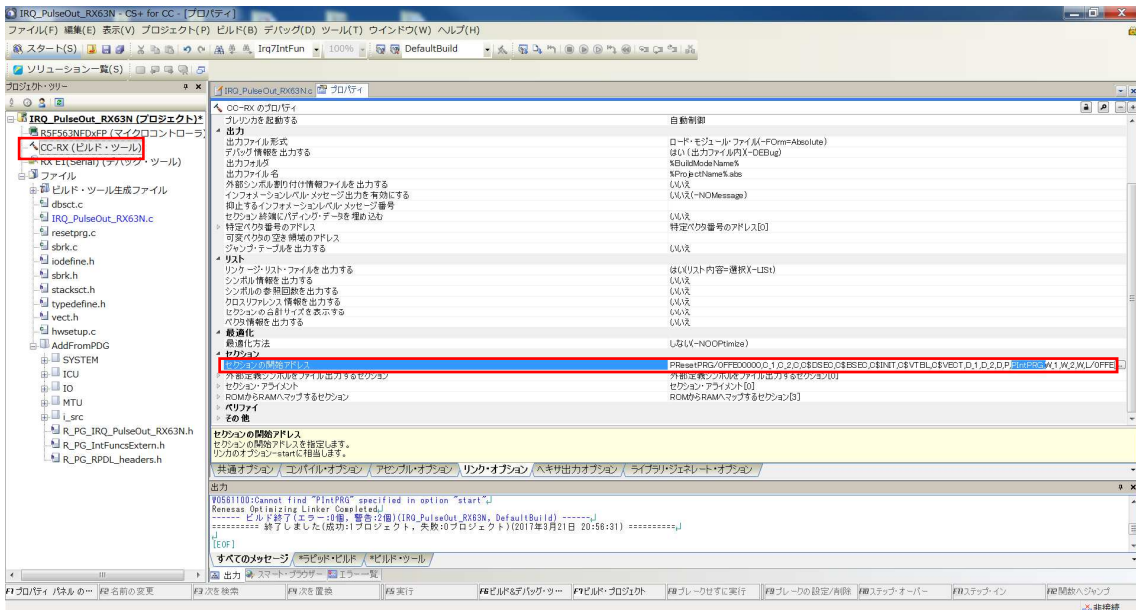 IRQ_PulseOut_RX63N - CS+ for CC - [プロパティ]
ファイル(F) 編集(E) 表示(V) プロジェクト(P) ビルド(B) デバッグ(D) ツール(T) ウインドウ(W) ヘルプ(H)
スタート(S) Irq7IntFun 100% DefaultBuild
ソリューション一覧(S)
プロジェクト・ツリー
IRQ_PulseOut_RX63N (プロジェクト)*
R5F563NFDxFP (マイクロコントローラ)
CC-RX (ビルド・ツール)
RX E1(Serial) (デバッグ・ツール)
ファイル
ビルド・ツール生成ファイル
dbsct.c
IRQ_PulseOut_RX63N.c
resetprg.c
sbrk.c
iodefine.h
sbrk.h
stacksct.h
typedefine.h
vect.h
hwsetup.c
AddFromPDG
SYSTEM
ICU
IO
MTU
i_src
R_PG_IRQ_PulseOut_RX63N.h
R_PG_IntFuncsExtern.h
R_PG_RPDL_headers.h
IRQ_PulseOut_RX63N.c プロパティ
CC-RX のプロパティ
プレリンカを起動する 自動制御
出力
出力ファイル形式 ロード・モジュール・ファイル(-FOrm=Absolute)
デバッグ情報を出力する はい(出力ファイル内)(-DEBug)
出力フォルダ %BuildModeName%
出力ファイル名 %ProjectName%.abs
外部シンボル割り付け情報ファイルを出力する いいえ
インフォメーションレベル・メッセージ出力を有効にする いいえ(-NOMessage)
抑止するインフォメーションレベル・メッセージ番号
セクション終端にパディング・データを埋め込む いいえ
特定ベクタ番号のアドレス 特定ベクタ番号のアドレス[0]
可変ベクタの空き領域のアドレス
ジャンプ・テーブルを出力する いいえ
リスト
リンケージ・リスト・ファイルを出力する はい(リスト内容=選択)(-LISt)
シンボル情報を出力する いいえ
シンボルの参照回数を出力する いいえ
クロスリファレンス情報を出力する いいえ
セクションの合計サイズを表示する いいえ
ベクタ情報を出力する いいえ
最適化
最適化方法 しない(-NOOPtimize)
セクション
セクションの開始アドレス PResetPRG/0FFE00000,C_1,C_2,C,C$DSEC,C$BSEC,C$INIT,C$VTBL,C$VECT,D_1,D_2,D,P,PIntPRG,W_1,W_2,W,L/0FFE
外部定義シンボルをファイル出力するセクション 外部定義シンボルをファイル出力するセクション[0]
セクション・アライメント セクション・アライメント[0]
ROMからRAMへマップするセクション ROMからRAMへマップするセクション[3]
ベリファイ
その他
セクションの開始アドレス
セクションの開始アドレスを指定します。
リンカのオプション-startに相当します。
共通オプション コンパイル・オプション アセンブル・オプション リンク・オプション ヘキサ出力オプション ライブラリ・ジェネレート・オプション
出力
W0561100:Cannot find "PIntPRG" specified in option "start".
Renesas Optimizing Linker Completed
------ ビルド終了(エラー:0個, 警告:2個)(IRQ_PulseOut_RX63N, DefaultBuild) ------
========== 終了しました(成功:1プロジェクト, 失敗:0プロジェクト)(2017年3月21日 20:56:31) ==========
[EOF]
すべてのメッセージ *ラピッド・ビルド *ビルド・ツール
出力 スマート・ブラウザー エラー一覧
F1 プロパティ パネル の… F2 名前の変更 F3 次を検索 F4 次を置換 F5 実行 F6 ビルド&デバッグ・ツ… F7 ビルド・プロジェクト F8 ブレークせずに実行 F9 ブレークの設定/削除 F10 ステップ・オーバー F11 ステップ・イン F12 関数へジャンプ
非接続